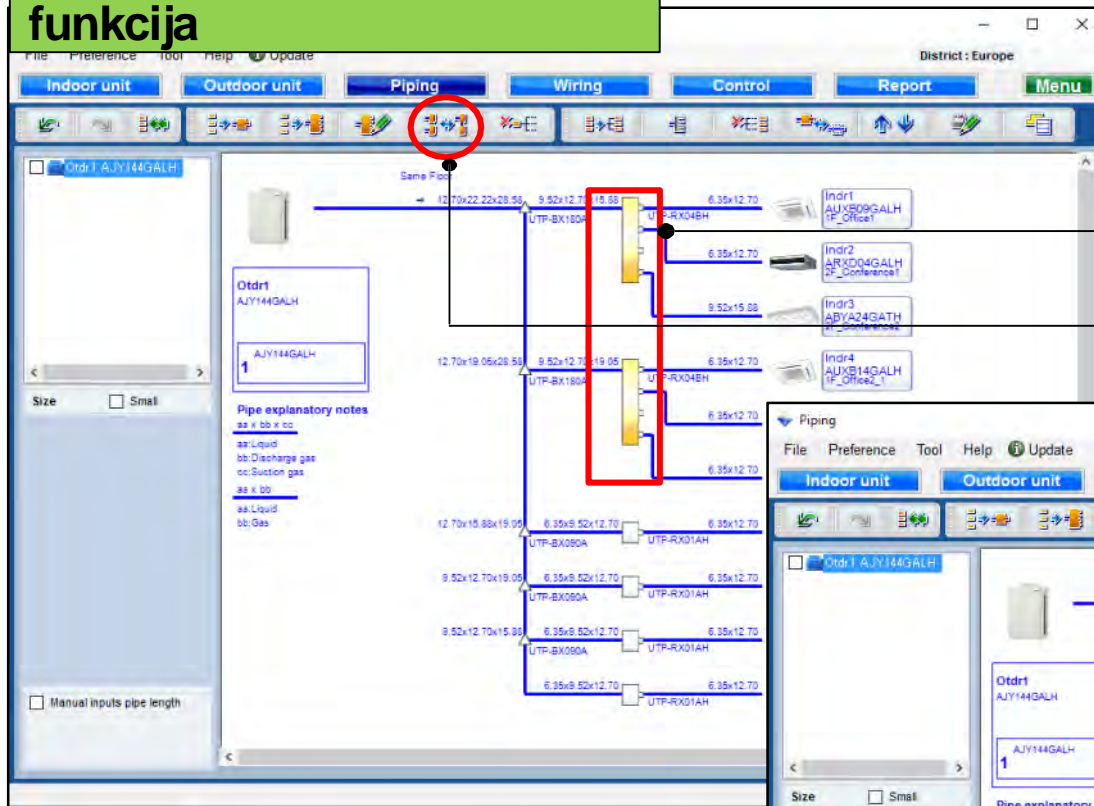 funkcija
File Preference Tool Help Update
District : Europe
Indoor unit Outdoor unit Piping Wiring Control Report Menu
Otdr1 AJY144GALH
Size Small
Manual inputs pipe length
Otdr1
AJY144GALH
AJY144GALH
1
Pipe explanatory notes
aa x bb x cc
aa:Liquid
bb:Discharge gas
cc:Suction gas
aa x bb
aa:Liquid
bb:Gas
Same Floor
12.70x22.22x28.58 9.52x12.70x15.88 6.35x12.70
UTP-BX180A UTP-RX04BH
Indr1
AUXB09GALH
1F_Office1
6.35x12.70
Indr2
ARXD04GALH
2F_Conference1
9.52x15.88
Indr3
ABYA24GATH
2F_Conference2
12.70x19.05x28.58 9.52x12.70x19.05 6.35x12.70
UTP-BX180A UTP-RX04BH
Indr4
AUXB14GALH
1F_Office2_1
6.35x12.70
6.35x12.70
12.70x15.88x19.05 6.35x9.52x12.70 6.35x12.70
UTP-BX090A UTP-RX01AH
9.52x12.70x19.05 6.35x9.52x12.70 6.35x12.70
UTP-BX090A UTP-RX01AH
9.52x12.70x15.88 6.35x9.52x12.70 6.35x12.70
UTP-BX090A UTP-RX01AH
6.35x9.52x12.70 6.35x12.70
UTP-RX01AH
Piping
File Preference Tool Help Update
Indoor unit Outdoor unit
Otdr1 AJY144GALH
Otdr1
AJY144GALH
AJY144GALH
1
Size Small
Pipe explanatory